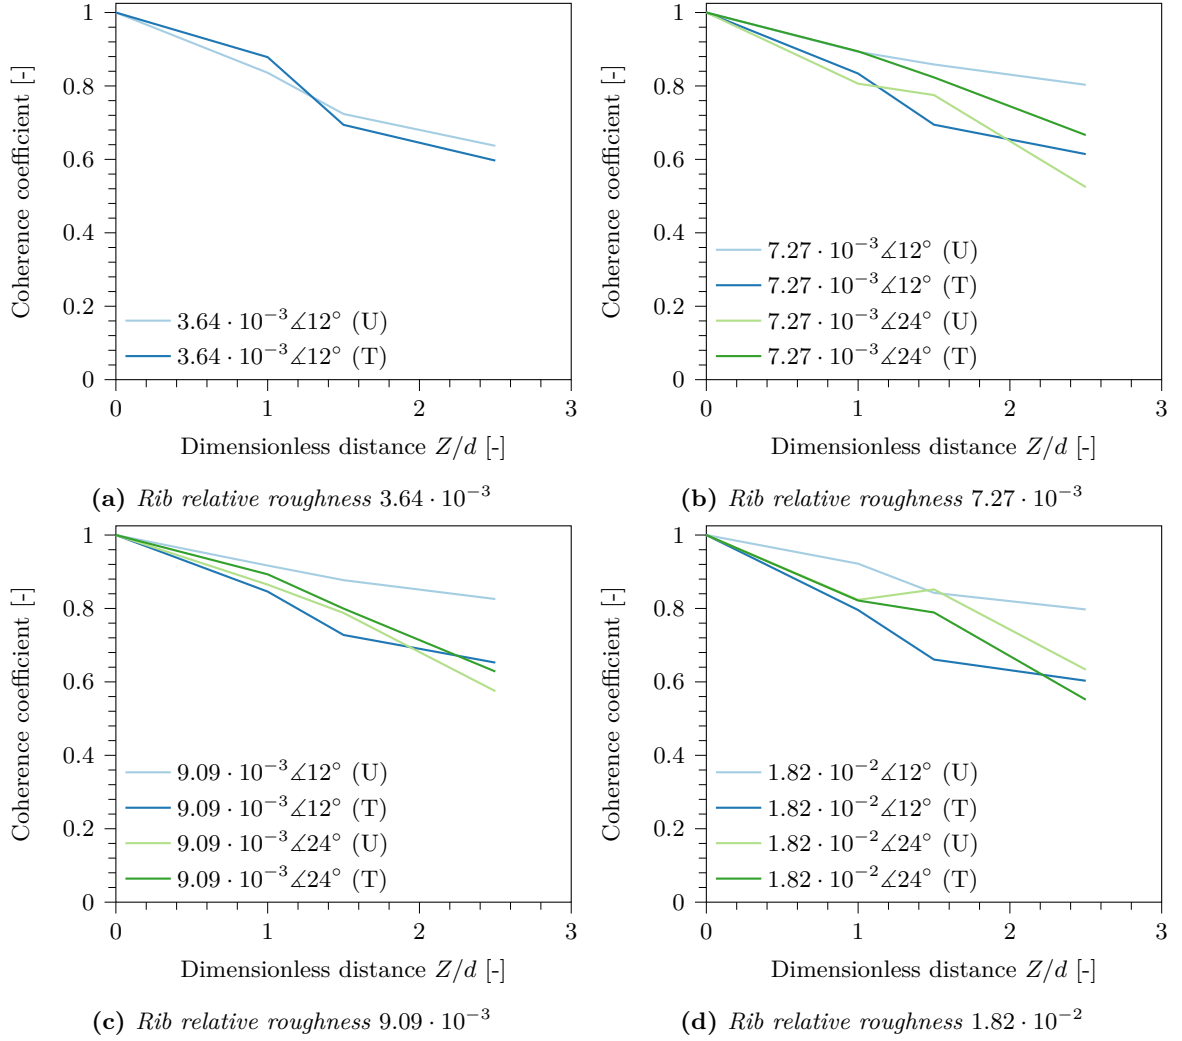 1
0.8
0.6
0.4
0.2
0
0 1 2 3
Coherence coefficient [-]
Dimensionless distance Z/d [-]
3.64 · 10⁻³∡12° (U)
3.64 · 10⁻³∡12° (T)
(a) Rib relative roughness 3.64 · 10⁻³
1
0.8
0.6
0.4
0.2
0
0 1 2 3
Coherence coefficient [-]
Dimensionless distance Z/d [-]
7.27 · 10⁻³∡12° (U)
7.27 · 10⁻³∡12° (T)
7.27 · 10⁻³∡24° (U)
7.27 · 10⁻³∡24° (T)
(b) Rib relative roughness 7.27 · 10⁻³
1
0.8
0.6
0.4
0.2
0
0 1 2 3
Coherence coefficient [-]
Dimensionless distance Z/d [-]
9.09 · 10⁻³∡12° (U)
9.09 · 10⁻³∡12° (T)
9.09 · 10⁻³∡24° (U)
9.09 · 10⁻³∡24° (T)
(c) Rib relative roughness 9.09 · 10⁻³
1
0.8
0.6
0.4
0.2
0
0 1 2 3
Coherence coefficient [-]
Dimensionless distance Z/d [-]
1.82 · 10⁻²∡12° (U)
1.82 · 10⁻²∡12° (T)
1.82 · 10⁻²∡24° (U)
1.82 · 10⁻²∡24° (T)
(d) Rib relative roughness 1.82 · 10⁻²